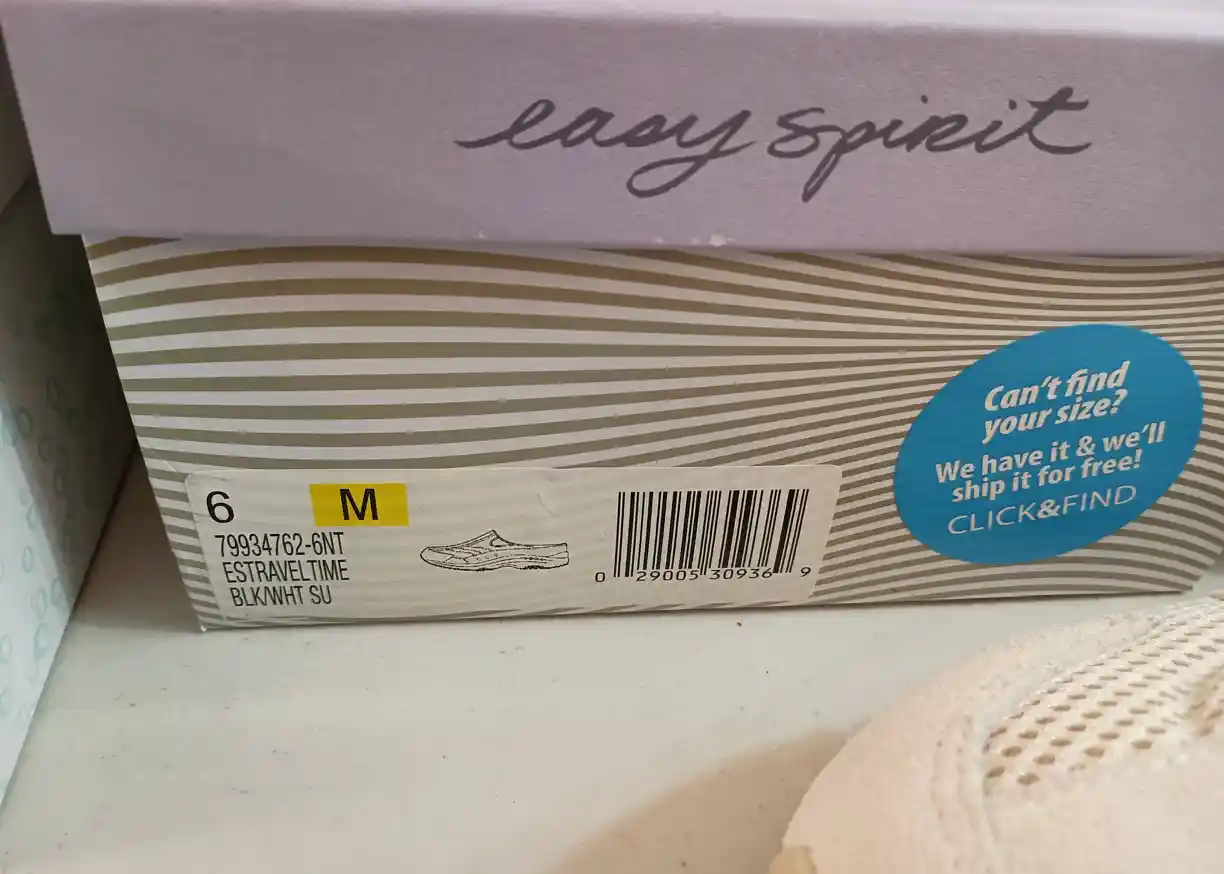 easy spirit
Can't find
your size?
We have it & we'll
ship it for free!
CLICK&FIND
6 M
79934762-6NT
ESTRAVELTIME
BLK/WHT SU
0 29005 30936 9